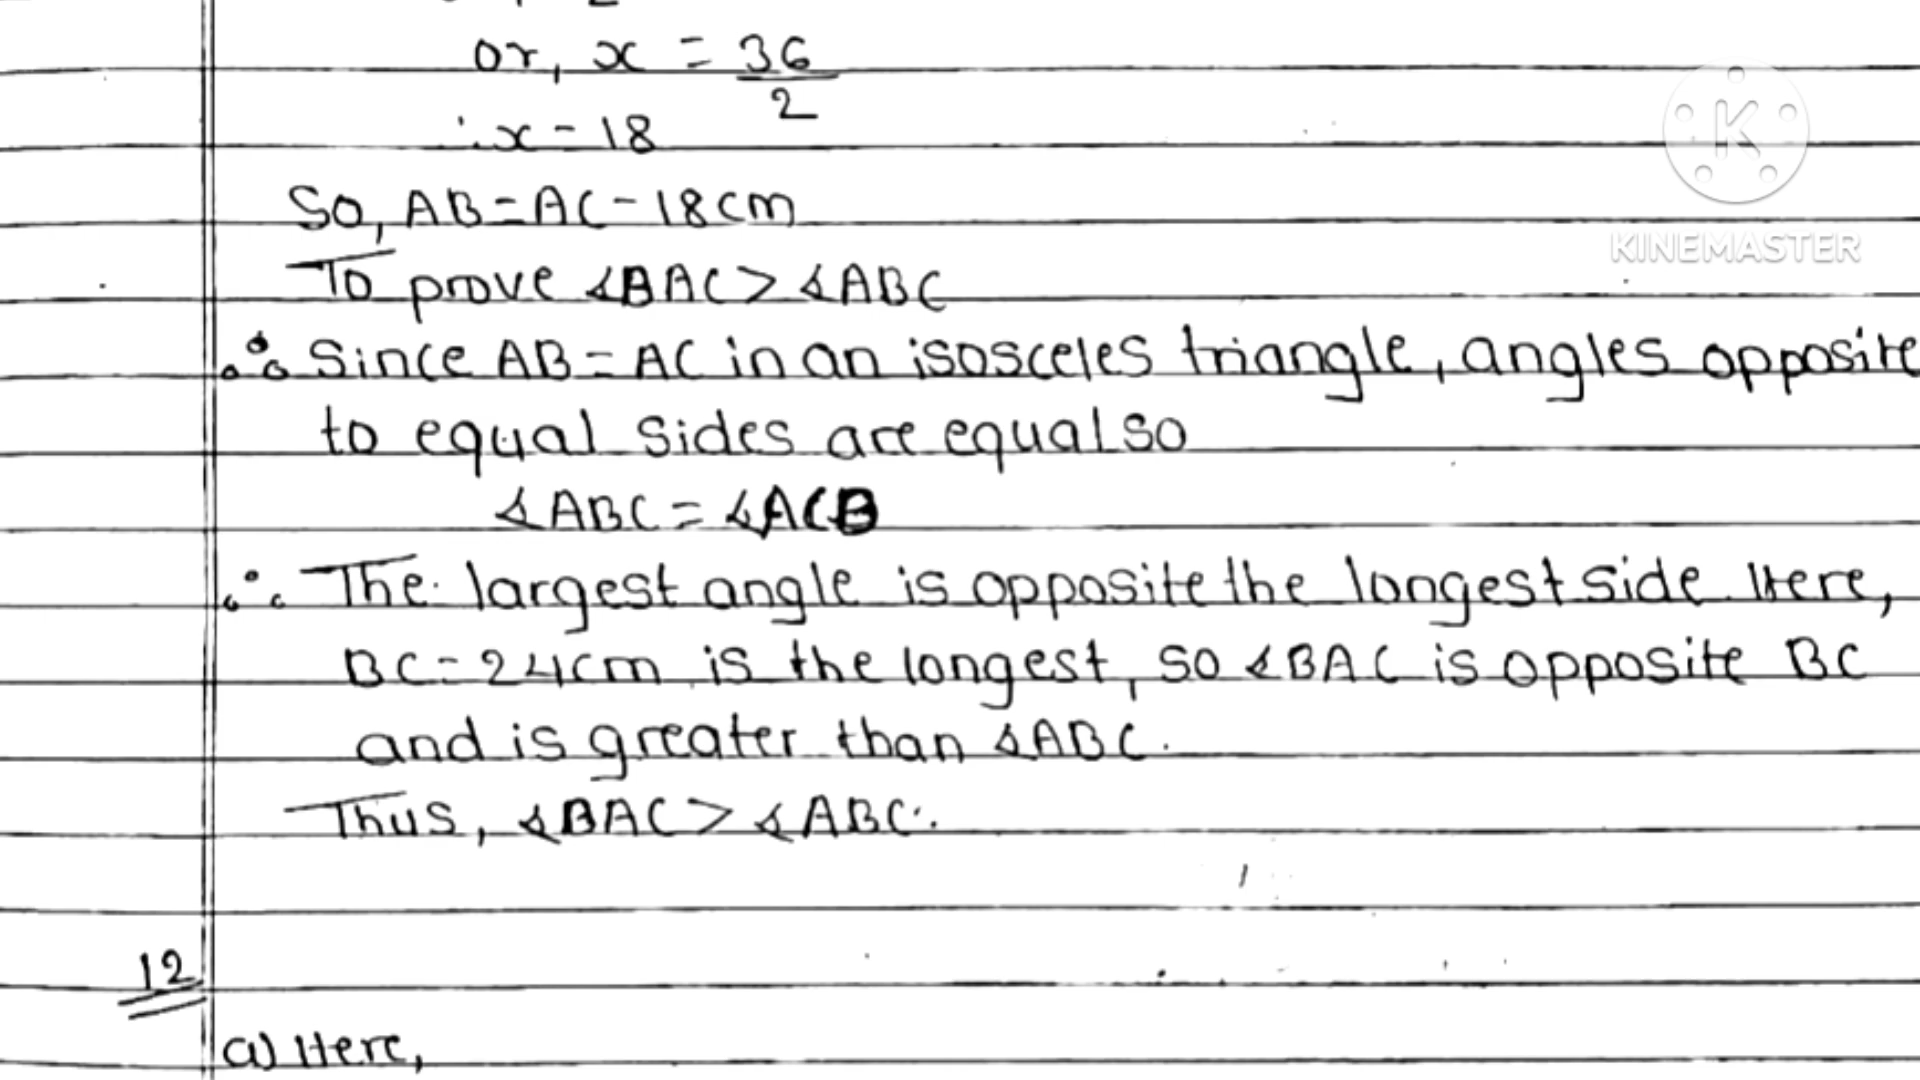 or, x = 36/2
∴ x = 18
So, AB = AC = 18cm
To prove ∡BAC > ∡ABC
∴ Since AB = AC in an isosceles triangle, angles opposite
to equal sides are equal so
∡ABC = ∡ACB
∴ The largest angle is opposite the longest side. Here,
BC = 24cm is the longest, so ∡BAC is opposite BC
and is greater than ∡ABC.
Thus, ∡BAC > ∡ABC.
12
a) Here,
K
KINEMASTER